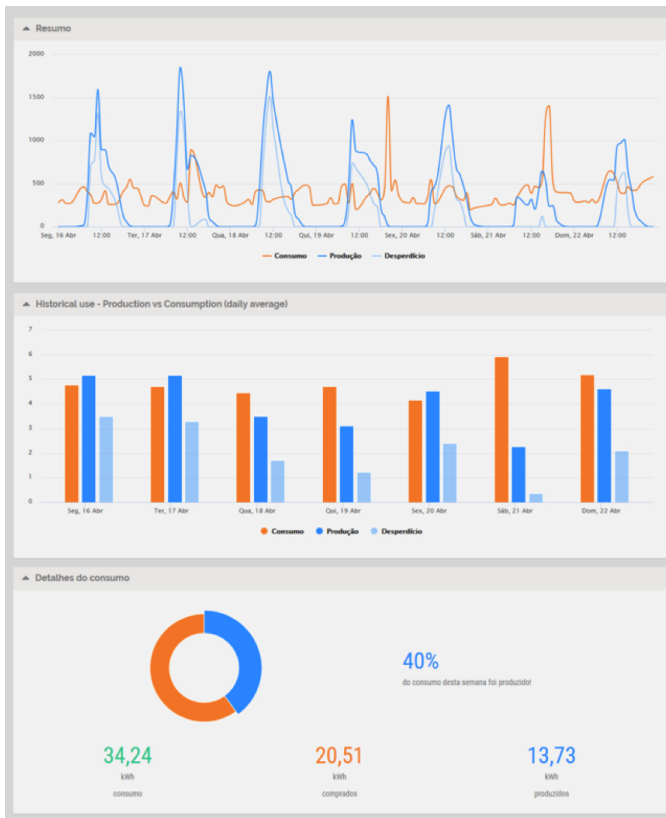 Resumo
2000
1500
1000
500
0
Seg, 16 Abr 12:00 Ter, 17 Abr 12:00 Qua, 18 Abr 12:00 Qui, 19 Abr 12:00 Sex, 20 Abr 12:00 Sáb, 21 Abr 12:00 Dom, 22 Abr 12:00
Consumo Produção Desperdício
Historical use - Production vs Consumption (daily average)
7
6
5
4
3
2
1
0
Seg, 16 Abr Ter, 17 Abr Qua, 18 Abr Qui, 19 Abr Sex, 20 Abr Sáb, 21 Abr Dom, 22 Abr
Consumo Produção Desperdício
Detalhes do consumo
40%
do consumo desta semana foi produzido!
34,24 20,51 13,73
kWh kWh kWh
consumo comprados produzidos